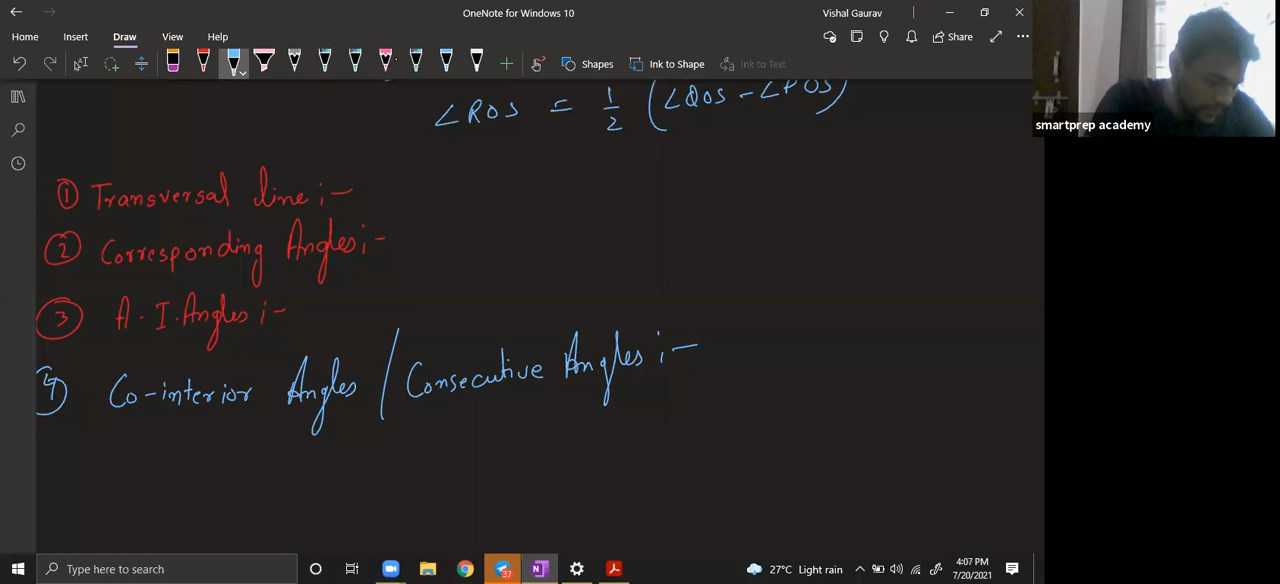 OneNote for Windows 10
Vishal Gaurav
Home Insert Draw View Help
Share
Shapes Ink to Shape Ink to Text
∠ROS = 1/2 (∠QOS - ∠POS)
smartprep academy
① Transversal line ; -
② Corresponding Angles ; -
③ A. I. Angles ; -
④ Co-interior Angles / Consecutive Angles ; -
Type here to search
37
27°C Light rain
4:07 PM
7/20/2021